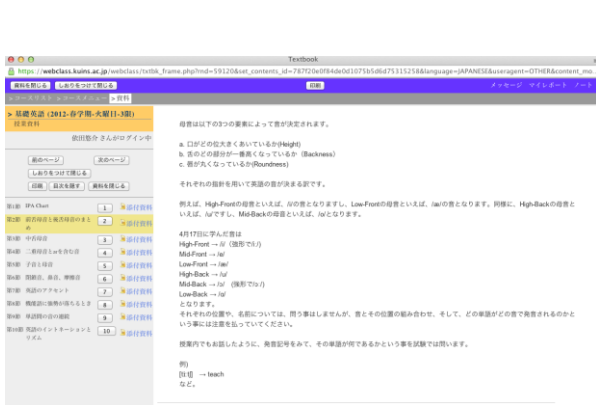 Textbook
https://webclass.kuins.ac.jp/webclass/txtbk_frame.php?rnd=59120&set_contents_id=787f20e0f84de0d1075b5d6d75315258&language=JAPANESE&useragent=OTHER&content_mo...
資料を閉じる しおりをつけて閉じる 印刷 メッセージ マイレポート ノート
» コースリスト » コースメニュー » 資料
» 基礎英語 (2012-春学期-火曜日-3限)
授業資料
依田悠介 さんがログイン中
前のページ 次のページ
しおりをつけて閉じる
印刷 目次を隠す 資料を閉じる
第1節 IPA Chart 1 添付資料
第2節 前舌母音と後舌母音のまとめ 2 添付資料
第3節 中舌母音 3 添付資料
第4節 二重母音とarを含む音 4 添付資料
第5節 子音と母音 5 添付資料
第6節 閉鎖音、鼻音、摩擦音 6 添付資料
第7節 英語のアクセント 7 添付資料
第8節 機能語に強勢が落ちるとき 8 添付資料
第9節 単語間の音の連続 9 添付資料
第10節 英語のイントネーションとリズム 10 添付資料
母音は以下の3つの要素によって音が決定されます。
a. 口がどの位大きくあいているか(Height)
b. 舌のどの部分が一番高くなっているか (Backness)
c. 唇が丸くなっているか(Roundness)
それぞれの指針を用いて英語の音が決まる訳です。
例えば、High-Frontの母音といえば、/i/の音となりますし、Low-Frontの母音といえば、/æ/の音となります。同様に、High-Backの母音と
いえば、/u/ですし、Mid-Backの母音といえば、/ɔ/となります。
4月17日に学んだ音は
High-Front → /i/ (強形で/iː/)
Mid-Front → /e/
Low-Front → /æ/
High-Back → /u/
Mid-Back → /ɔ/ (強形で/ɔː/)
Low-Back → /ɑ/
となります。
それぞれの位置や、名前については、問う事はしませんが、音とその位置の組み合わせ、そして、どの単語がどの音で発音されるのかと
いう事には注意を払っていてください。
授業内でもお話したように、発音記号をみて、その単語が何であるかという事を試験では問います。
例)
[tiːtʃ] → teach
など。